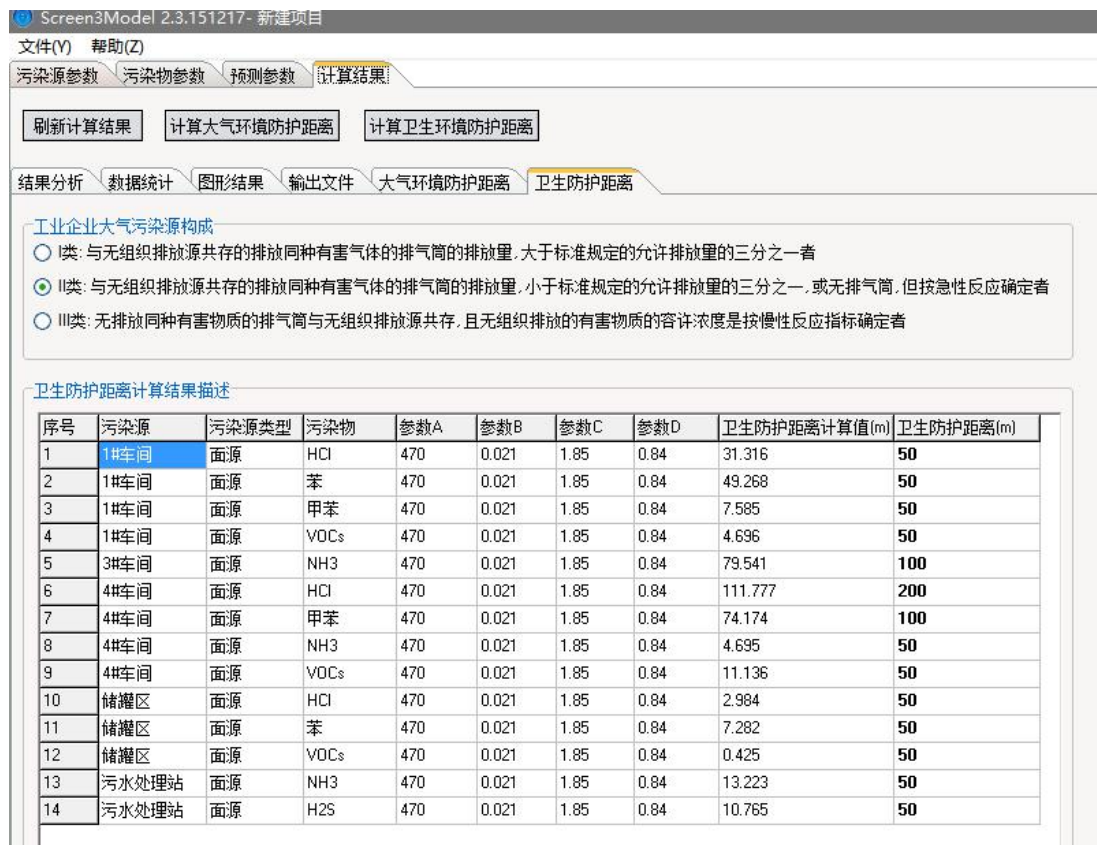 Screen3Model 2.3.151217- 新建项目
文件(Y) 帮助(Z)
污染源参数 污染物参数 预测参数 计算结果
刷新计算结果 计算大气环境防护距离 计算卫生环境防护距离
结果分析 数据统计 图形结果 输出文件 大气环境防护距离 卫生防护距离
工业企业大气污染源构成
I类: 与无组织排放源共存的排放同种有害气体的排气筒的排放量,大于标准规定的允许排放量的三分之一者
II类: 与无组织排放源共存的排放同种有害气体的排气筒的排放量,小于标准规定的允许排放量的三分之一,或无排气筒,但按急性反应确定者
III类: 无排放同种有害物质的排气筒与无组织排放源共存,且无组织排放的有害物质的容许浓度是按慢性反应指标确定者
卫生防护距离计算结果描述
序号 污染源 污染源类型 污染物 参数A 参数B 参数C 参数D 卫生防护距离计算值(m) 卫生防护距离(m)
1 1#车间 面源 HCl 470 0.021 1.85 0.84 31.316 50
2 1#车间 面源 苯 470 0.021 1.85 0.84 49.268 50
3 1#车间 面源 甲苯 470 0.021 1.85 0.84 7.585 50
4 1#车间 面源 VOCs 470 0.021 1.85 0.84 4.696 50
5 3#车间 面源 NH3 470 0.021 1.85 0.84 79.541 100
6 4#车间 面源 HCl 470 0.021 1.85 0.84 111.777 200
7 4#车间 面源 甲苯 470 0.021 1.85 0.84 74.174 100
8 4#车间 面源 NH3 470 0.021 1.85 0.84 4.695 50
9 4#车间 面源 VOCs 470 0.021 1.85 0.84 11.136 50
10 储罐区 面源 HCl 470 0.021 1.85 0.84 2.984 50
11 储罐区 面源 苯 470 0.021 1.85 0.84 7.282 50
12 储罐区 面源 VOCs 470 0.021 1.85 0.84 0.425 50
13 污水处理站 面源 NH3 470 0.021 1.85 0.84 13.223 50
14 污水处理站 面源 H2S 470 0.021 1.85 0.84 10.765 50